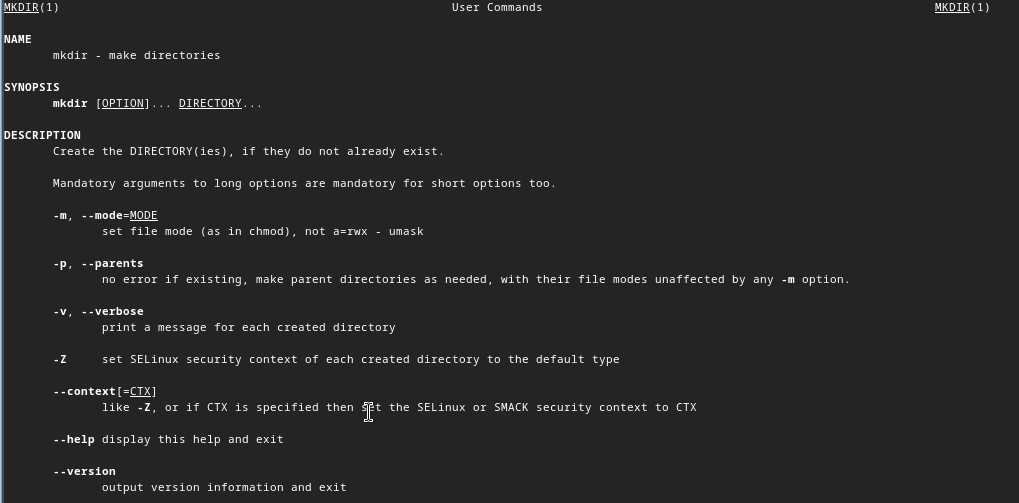 MKDIR(1) User Commands MKDIR(1)
NAME
mkdir - make directories
SYNOPSIS
mkdir [OPTION]... DIRECTORY...
DESCRIPTION
Create the DIRECTORY(ies), if they do not already exist.
Mandatory arguments to long options are mandatory for short options too.
-m, --mode=MODE
set file mode (as in chmod), not a=rwx - umask
-p, --parents
no error if existing, make parent directories as needed, with their file modes unaffected by any -m option.
-v, --verbose
print a message for each created directory
-Z set SELinux security context of each created directory to the default type
--context[=CTX]
like -Z, or if CTX is specified then set the SELinux or SMACK security context to CTX
--help display this help and exit
--version
output version information and exit